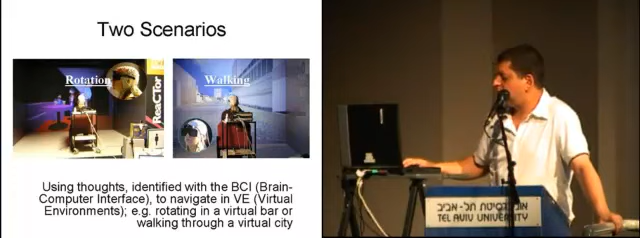 Two Scenarios
Rotation
Walking
ReaCTor
Using thoughts, identified with the BCI (Brain-
Computer Interface), to navigate in VE (Virtual
Environments); e.g. rotating in a virtual bar or
walking through a virtual city
אוניברסיטת תל-אביב
TEL AVIV UNIVERSITY